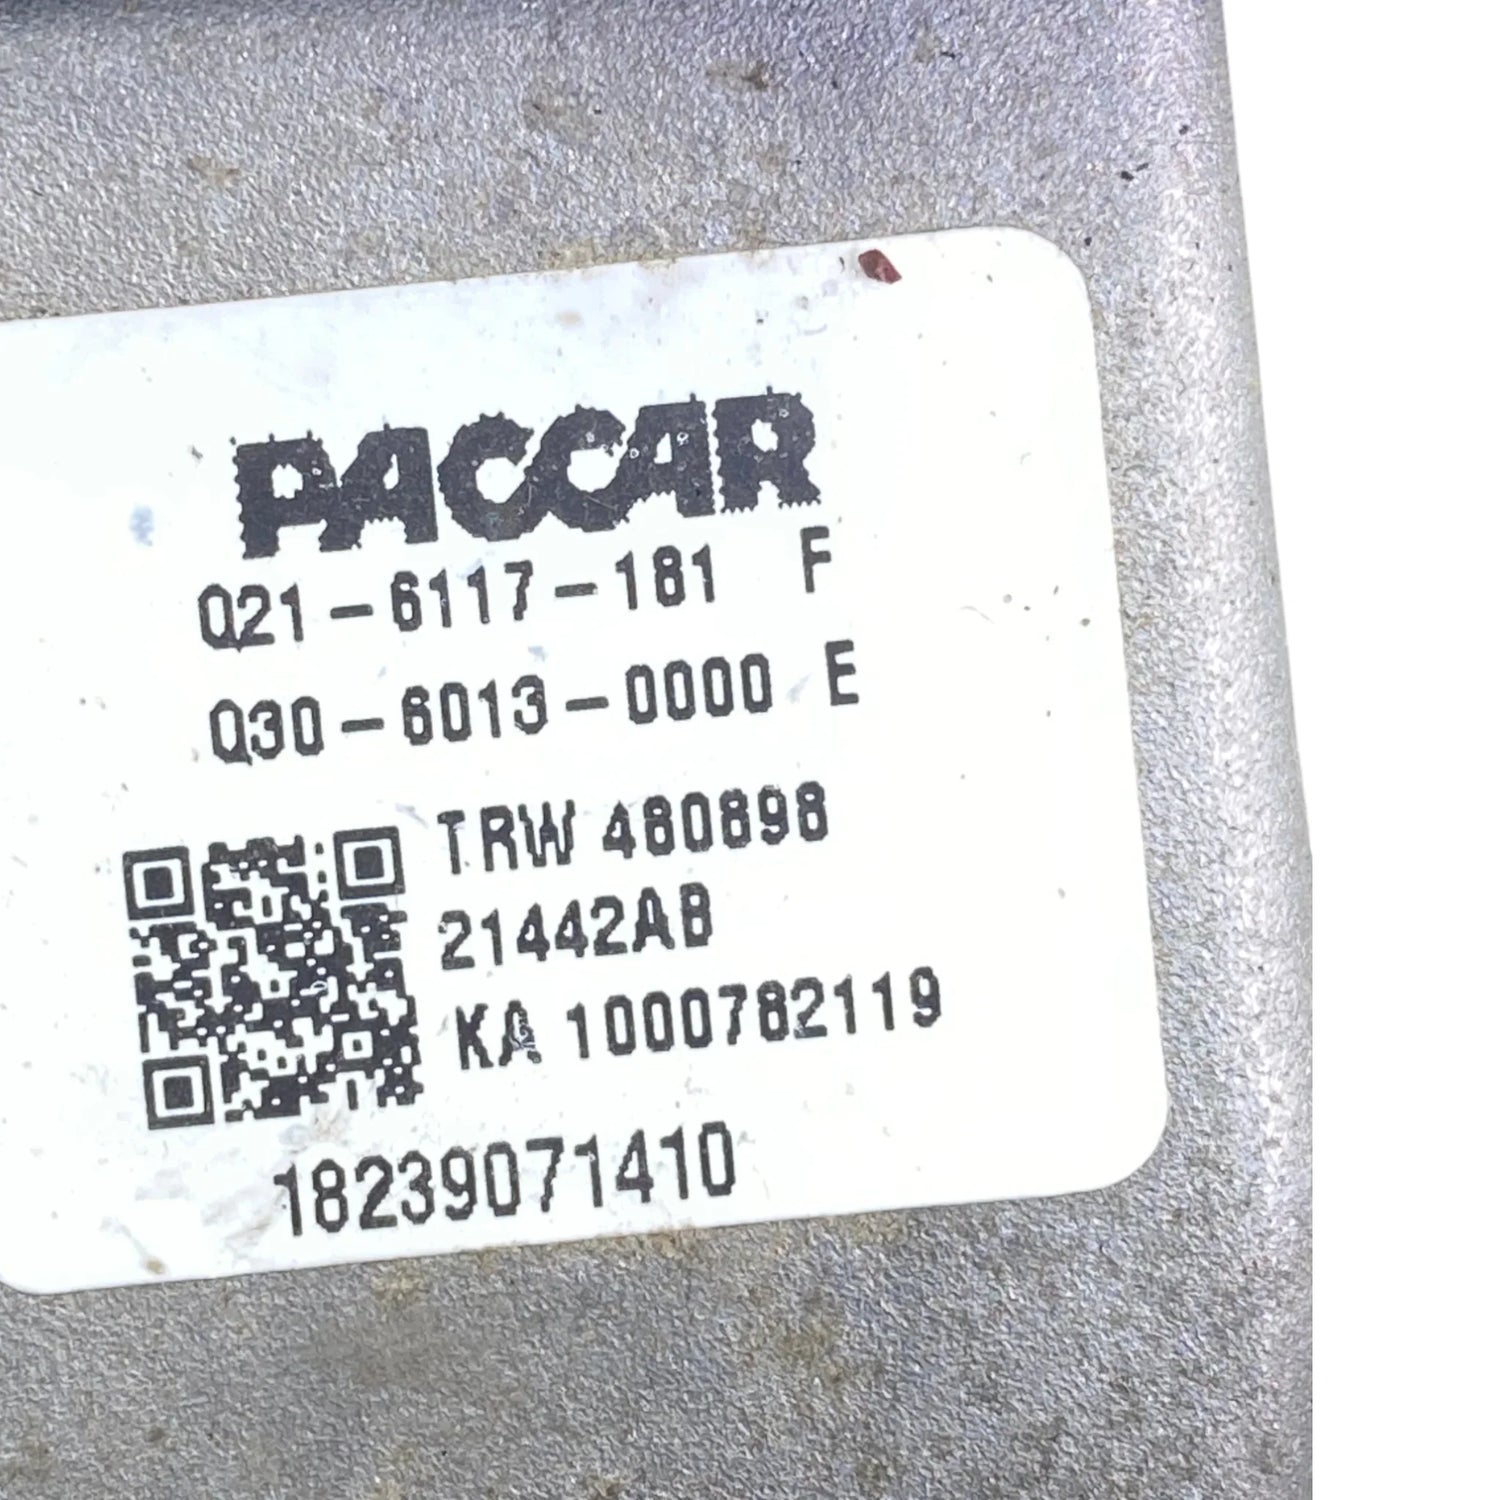 PACCAR
Q21-6117-181 F
Q30-6013-0000 E
TRW 480898
21442AB
KA 1000782119
18239071410